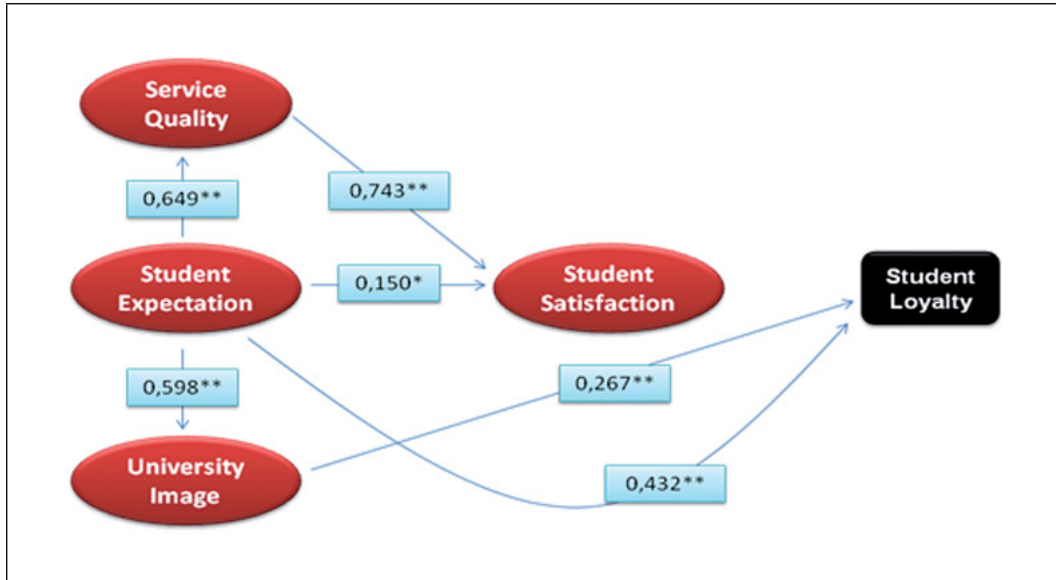 Service
Quality
0,649**
0,743**
Student
Expectation
0,150*
Student
Satisfaction
Student
Loyalty
0,598**
0,267**
University
Image
0,432**